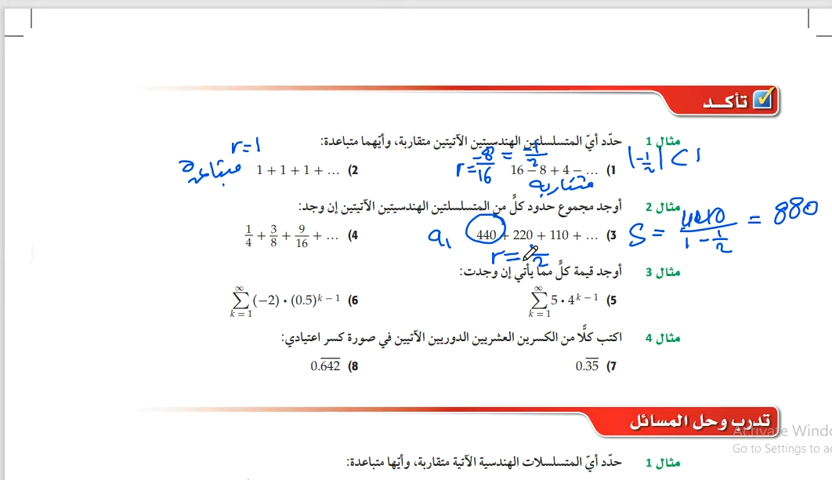 تأكد
مثال 1 حدّد أيّ المتسلسلتين الهندسيتين الآتيتين متقاربة، وأيّهما متباعدة:
r=1
r = -8/16 = -1/2
|-1/2| < 1
1) 16 − 8 + 4 − …
2) 1 + 1 + 1 + …
متباعدة
متقاربة
مثال 2 أوجد مجموع حدود كلٍّ من المتسلسلتين الهندسيتين الآتيتين إن وجد:
3) 440 + 220 + 110 + …
4) 1/4 + 3/8 + 9/16 + …
a₁
S = 440/(1 - 1/2) = 880
r = 1/2
مثال 3 أوجد قيمة كلٍّ مما يأتي إن وجدت:
5) ∑_{k=1}^{∞} 5 • 4^{k−1}
6) ∑_{k=1}^{∞} (−2) • (0.5)^{k−1}
مثال 4 اكتب كلًّا من الكسرين العشريين الدوريين الآتيين في صورة كسر اعتيادي:
7) 0.3̅5̅
8) 0.6̅4̅2̅
تدرب وحل المسائل
Activate Windo
Go to Settings to a
مثال 1 حدّد أيّ المتسلسلات الهندسية الآتية متقاربة، وأيّها متباعدة: